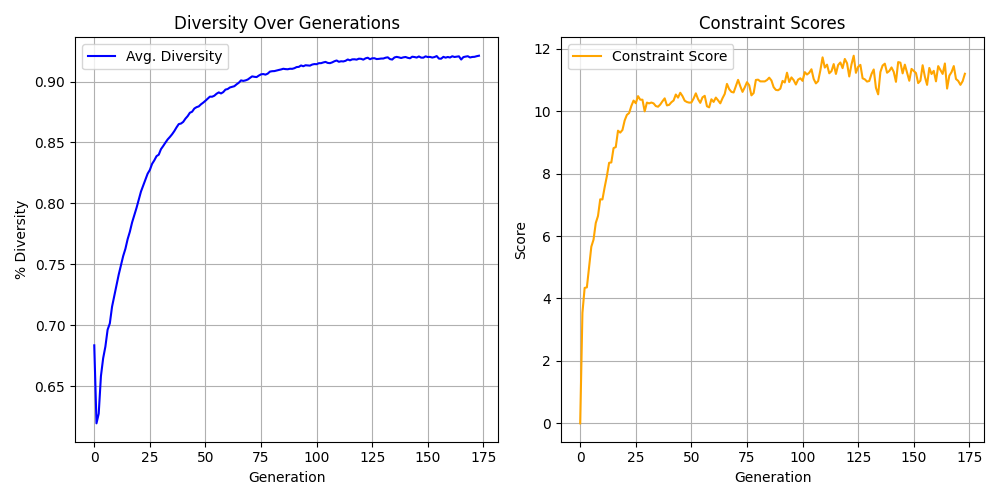 Diversity Over Generations
Avg. Diversity
% Diversity
0.90
0.85
0.80
0.75
0.70
0.65
0 25 50 75 100 125 150 175
Generation
Constraint Scores
Constraint Score
Score
12
10
8
6
4
2
0
0 25 50 75 100 125 150 175
Generation